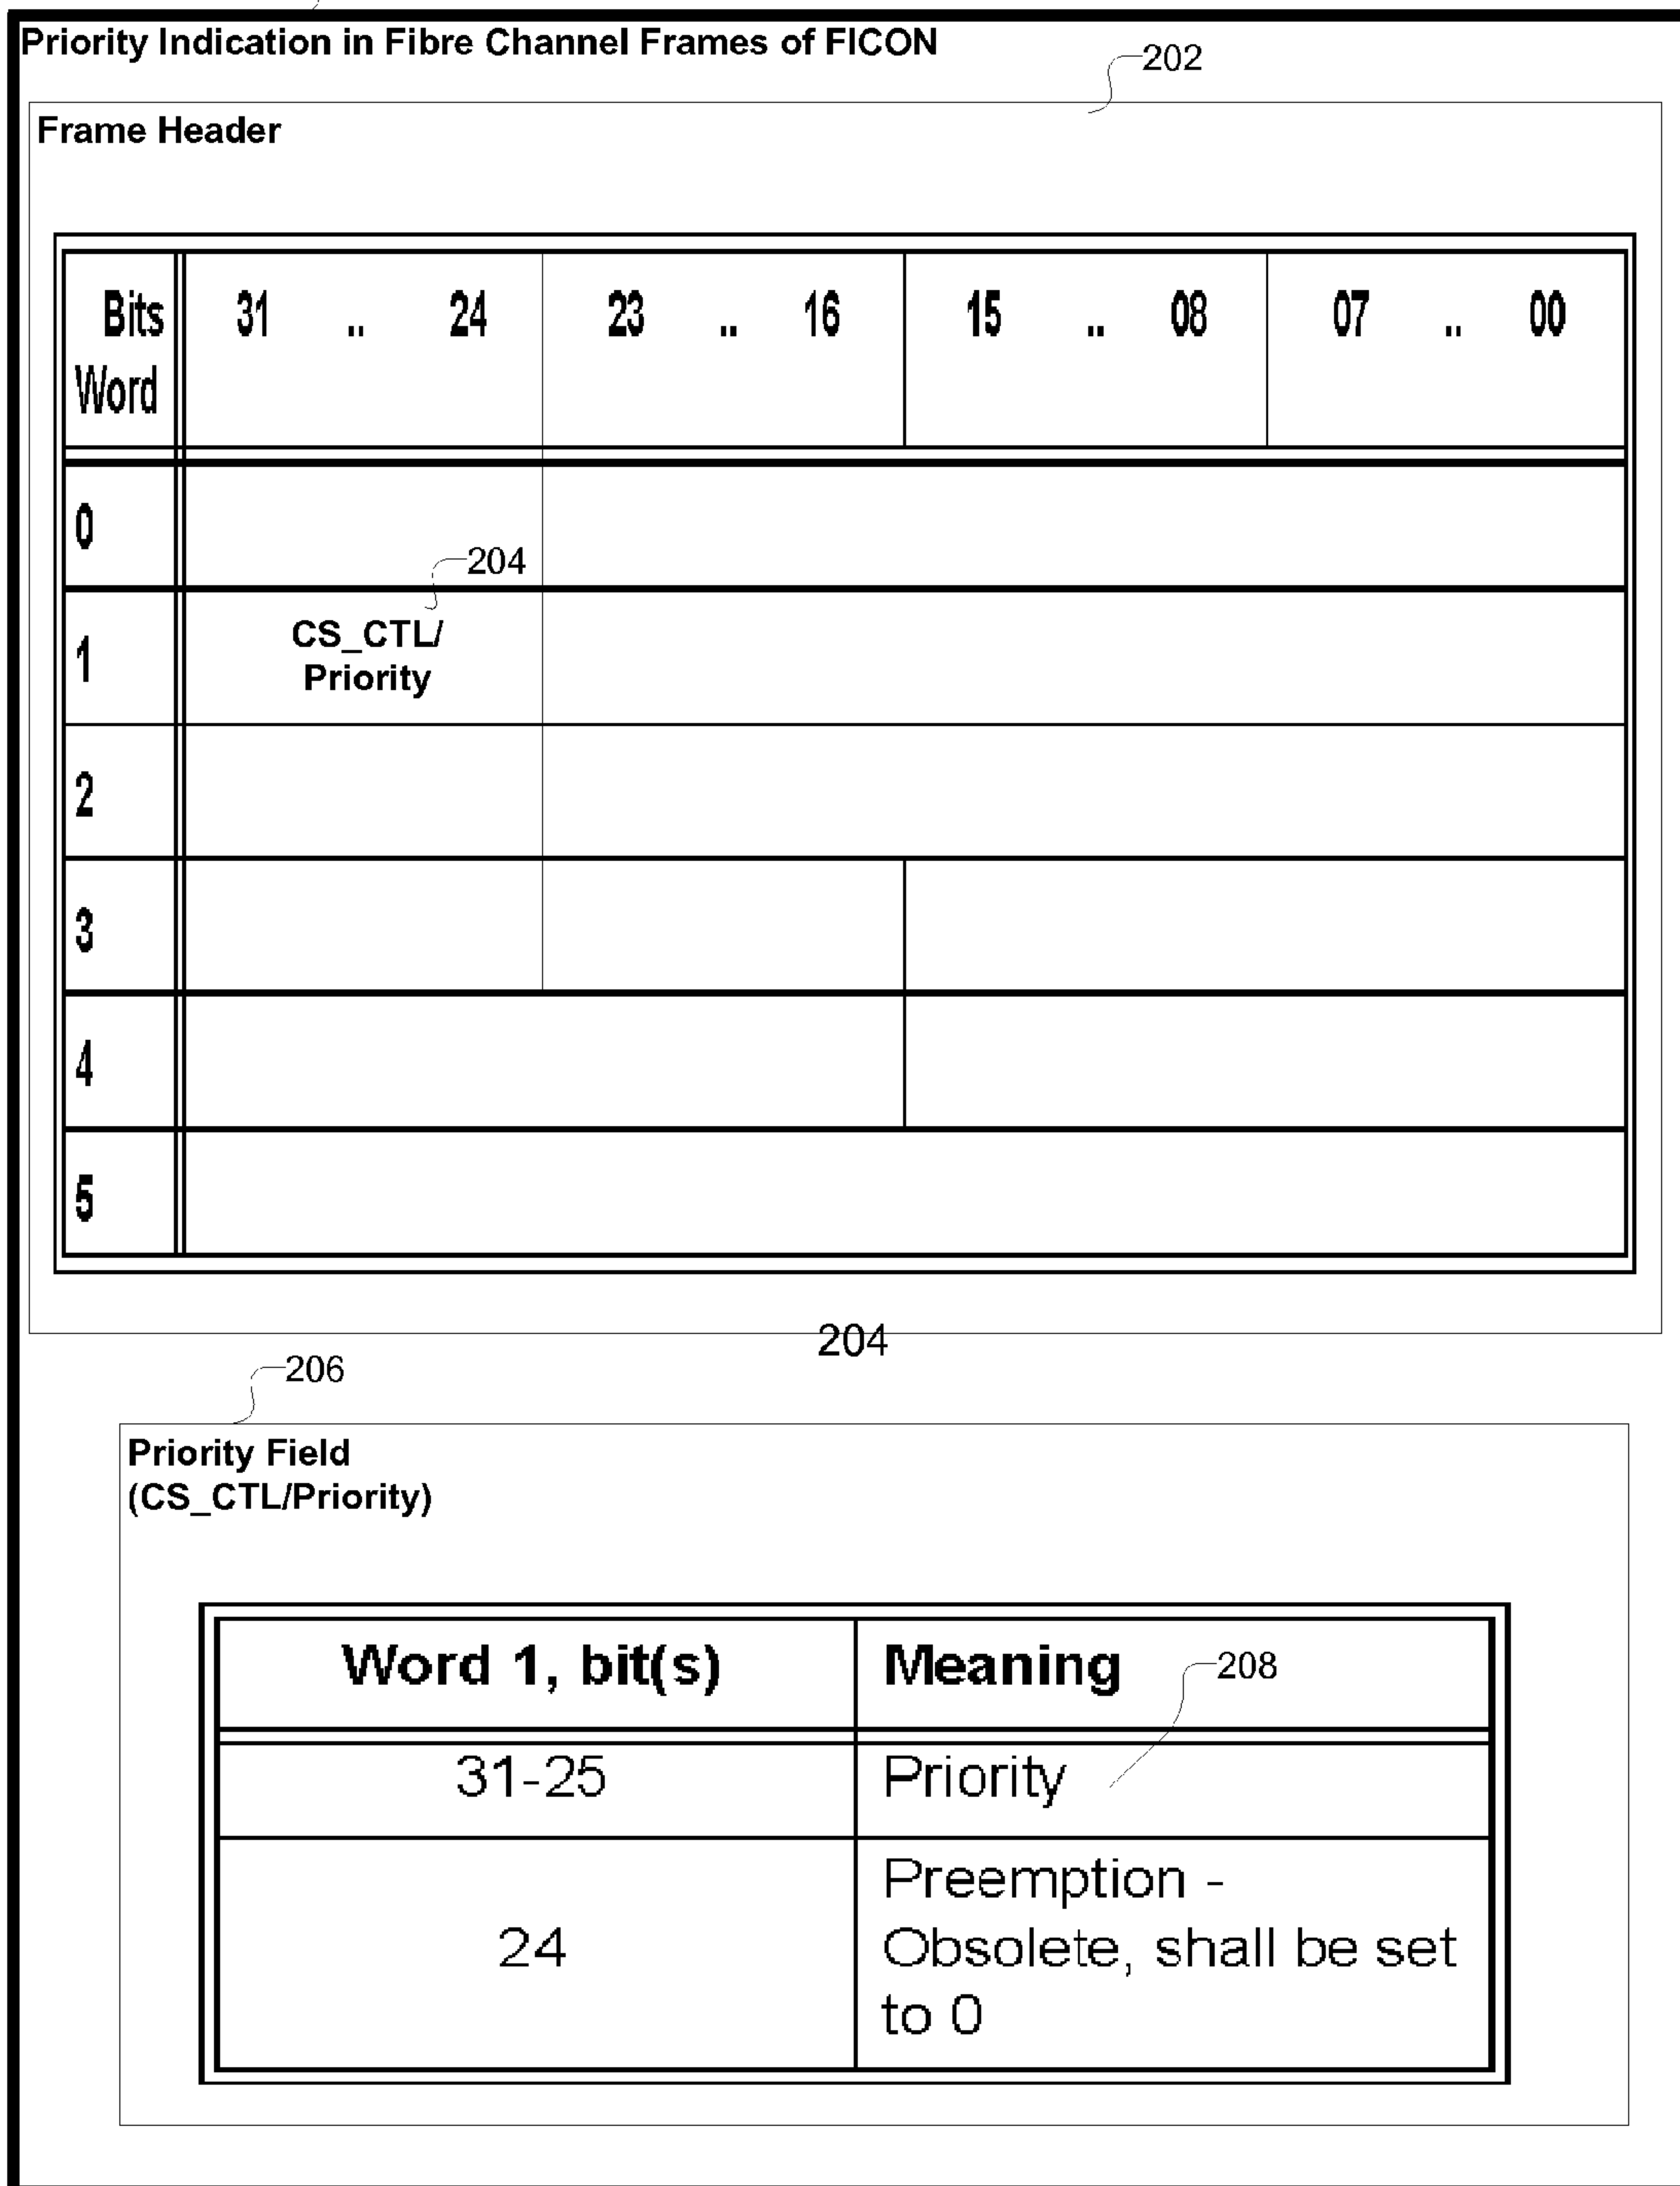 Priority Indication in Fibre Channel Frames of FICON
202
Frame Header
Bits 31 .. 24 23 .. 16 15 .. 08 07 .. 00
Word
0
204
1 CS_CTL/
Priority
2
3
4
5
204
206
Priority Field
(CS_CTL/Priority)
Word 1, bit(s) Meaning
208
31-25 Priority
24 Preemption -
Obsolete, shall be set
to 0